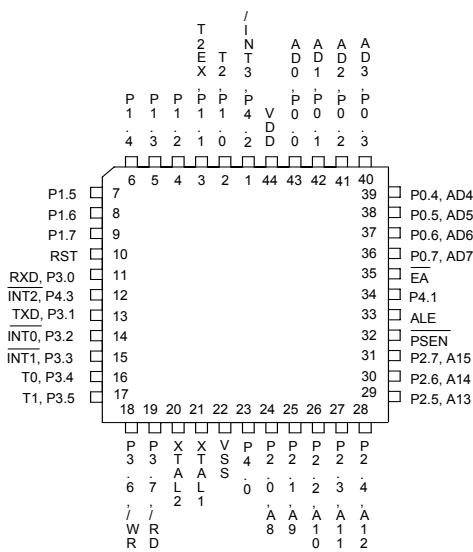 P1.4
P1.3
P1.2
T2EX,P1.1
T2,P1.0
/INT3,P4.2
VDD
AD0,P0.0
AD1,P0.1
AD2,P0.2
AD3,P0.3
6 5 4 3 2 1 44 43 42 41 40
P1.5 7
P1.6 8
P1.7 9
RST 10
RXD, P3.0 11
INT2, P4.3 12
TXD, P3.1 13
INT0, P3.2 14
INT1, P3.3 15
T0, P3.4 16
T1, P3.5 17
39 P0.4, AD4
38 P0.5, AD5
37 P0.6, AD6
36 P0.7, AD7
35 EA
34 P4.1
33 ALE
32 PSEN
31 P2.7, A15
30 P2.6, A14
29 P2.5, A13
18 19 20 21 22 23 24 25 26 27 28
P3.6,/WR
P3.7,/RD
XTAL2
XTAL1
VSS
P4.0
P2.0,A8
P2.1,A9
P2.2,A10
P2.3,A11
P2.4,A12